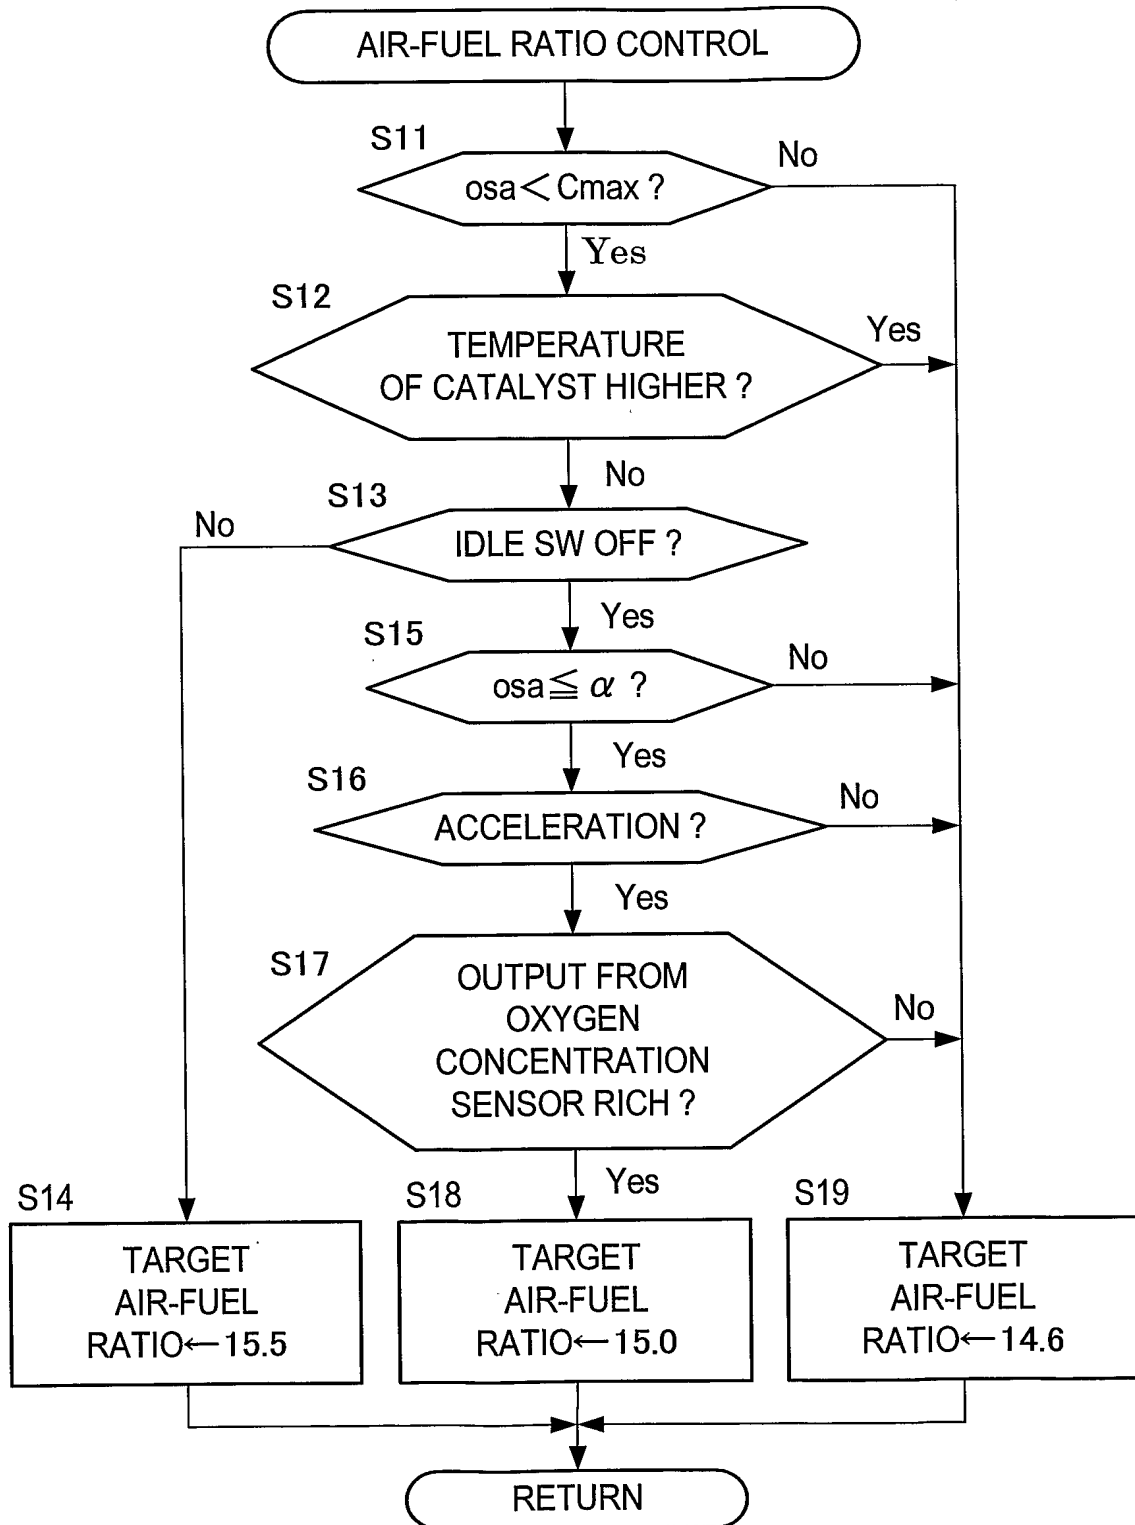 AIR-FUEL RATIO CONTROL
S11
osa<Cmax ?
No
Yes
S12
TEMPERATURE
OF CATALYST HIGHER ?
Yes
No
S13
IDLE SW OFF ?
No
Yes
S15
osa≦ α ?
No
Yes
S16
ACCELERATION ?
No
Yes
S17
OUTPUT FROM
OXYGEN
CONCENTRATION
SENSOR RICH ?
No
Yes
S14
TARGET
AIR-FUEL
RATIO←15.5
S18
TARGET
AIR-FUEL
RATIO←15.0
S19
TARGET
AIR-FUEL
RATIO←14.6
RETURN